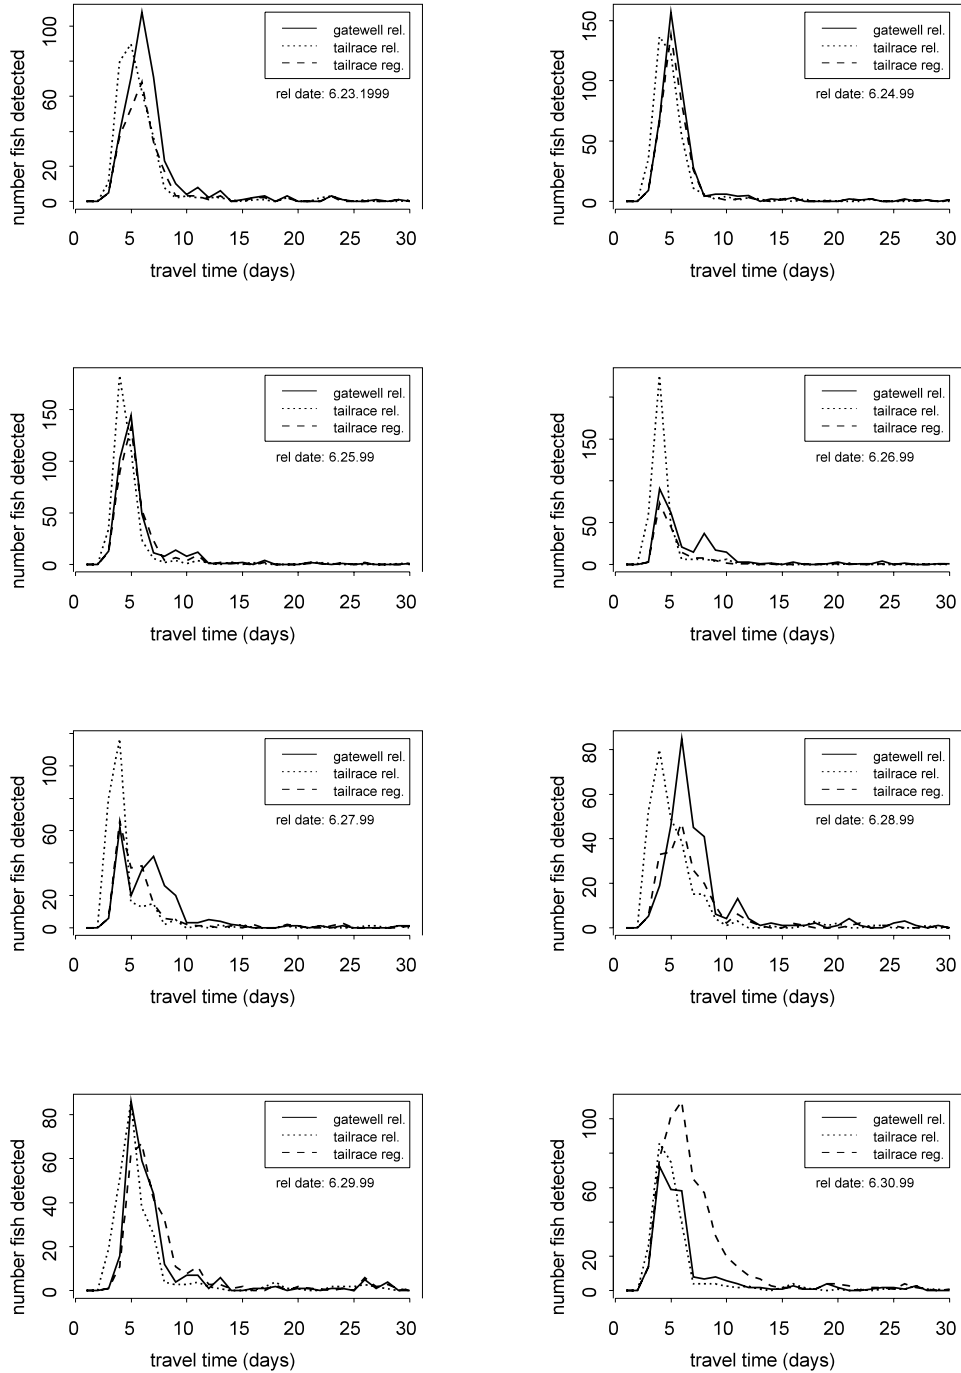 number fish detected
0 20 60 100
gatewell rel.
tailrace rel.
tailrace reg.
rel date: 6.23.1999
0 5 10 15 20 25 30
travel time (days)
number fish detected
0 50 100 150
gatewell rel.
tailrace rel.
tailrace reg.
rel date: 6.24.99
0 5 10 15 20 25 30
travel time (days)
number fish detected
0 50 100 150
gatewell rel.
tailrace rel.
tailrace reg.
rel date: 6.25.99
0 5 10 15 20 25 30
travel time (days)
number fish detected
0 50 150
gatewell rel.
tailrace rel.
tailrace reg.
rel date: 6.26.99
0 5 10 15 20 25 30
travel time (days)
number fish detected
0 20 60 100
gatewell rel.
tailrace rel.
tailrace reg.
rel date: 6.27.99
0 5 10 15 20 25 30
travel time (days)
number fish detected
0 20 40 60 80
gatewell rel.
tailrace rel.
tailrace reg.
rel date: 6.28.99
0 5 10 15 20 25 30
travel time (days)
number fish detected
0 20 40 60 80
gatewell rel.
tailrace rel.
tailrace reg.
rel date: 6.29.99
0 5 10 15 20 25 30
travel time (days)
number fish detected
0 20 60 100
gatewell rel.
tailrace rel.
tailrace reg.
rel date: 6.30.99
0 5 10 15 20 25 30
travel time (days)